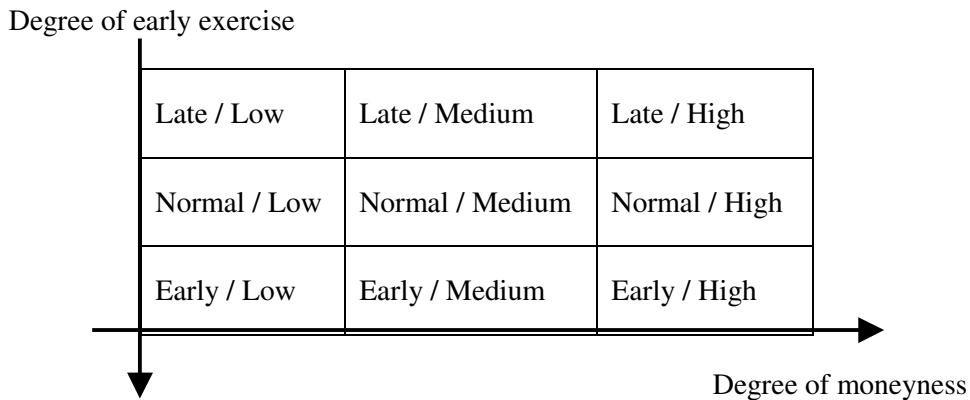 Degree of early exercise
Late / Low Late / Medium Late / High
Normal / Low Normal / Medium Normal / High
Early / Low Early / Medium Early / High
Degree of moneyness